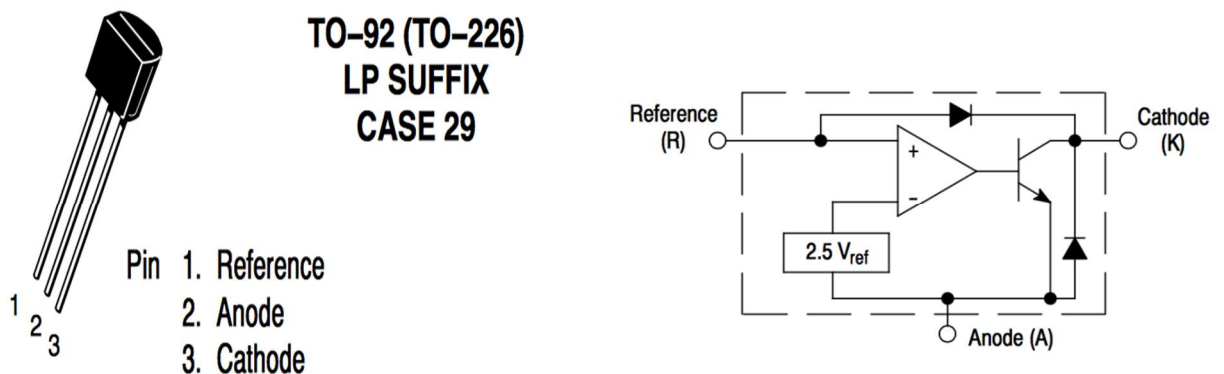 TO–92 (TO–226)
LP SUFFIX
CASE 29
1
2
3
Pin 1. Reference
2. Anode
3. Cathode
Reference
(R)
Cathode
(K)
+
–
2.5 Vref
Anode (A)